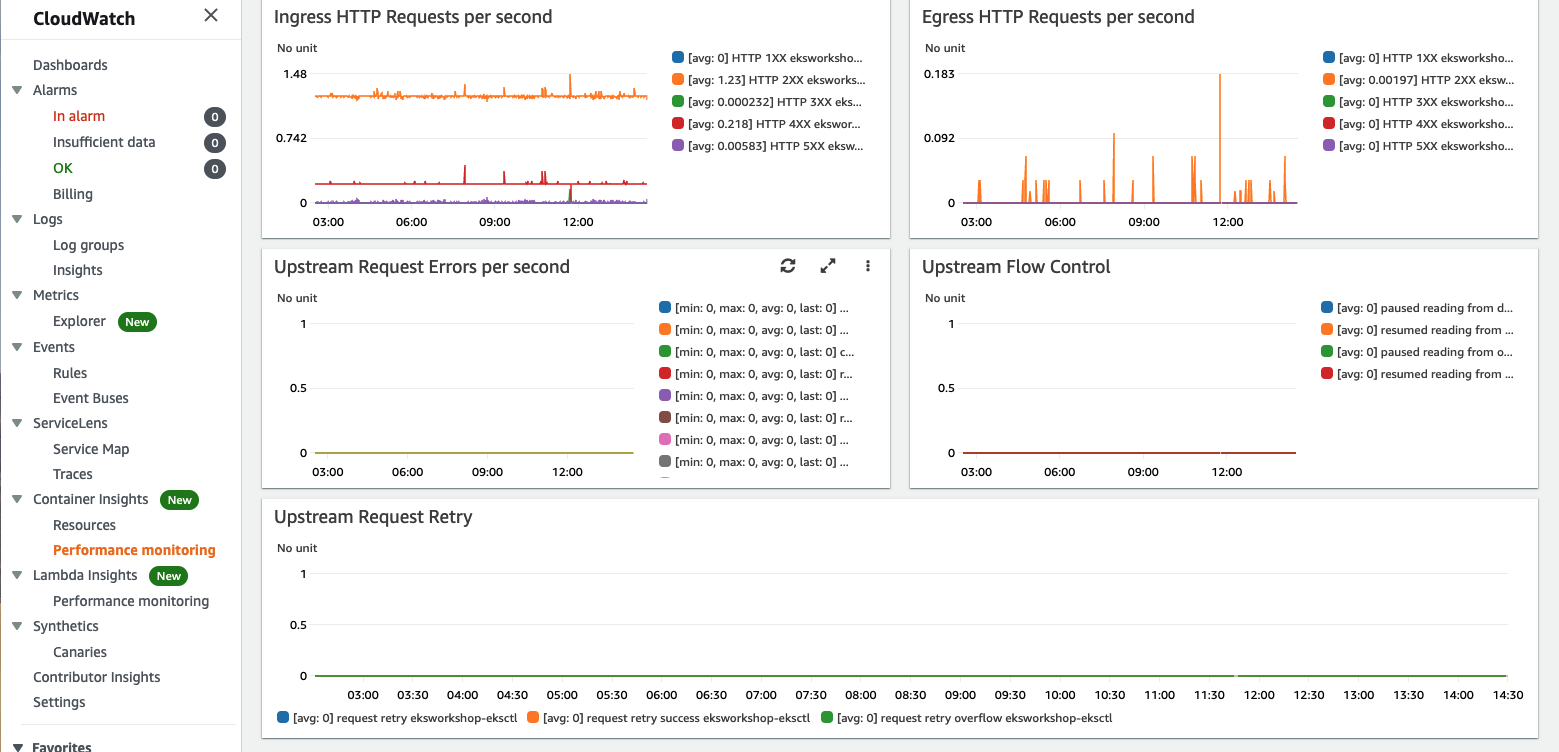 CloudWatch
Dashboards
Alarms
In alarm 0
Insufficient data 0
OK 0
Billing
Logs
Log groups
Insights
Metrics
Explorer New
Events
Rules
Event Buses
ServiceLens
Service Map
Traces
Container Insights New
Resources
Performance monitoring
Lambda Insights New
Performance monitoring
Synthetics
Canaries
Contributor Insights
Settings
Favorites
Ingress HTTP Requests per second
No unit
1.48
0.742
0
03:00 06:00 09:00 12:00
[avg: 0] HTTP 1XX eksworksho...
[avg: 1.23] HTTP 2XX eksworks...
[avg: 0.000232] HTTP 3XX eks...
[avg: 0.218] HTTP 4XX ekswor...
[avg: 0.00583] HTTP 5XX eksw...
Egress HTTP Requests per second
No unit
0.183
0.092
0
03:00 06:00 09:00 12:00
[avg: 0] HTTP 1XX eksworksho...
[avg: 0.00197] HTTP 2XX eksw...
[avg: 0] HTTP 3XX eksworksho...
[avg: 0] HTTP 4XX eksworksho...
[avg: 0] HTTP 5XX eksworksho...
Upstream Request Errors per second
No unit
1
0.5
0
03:00 06:00 09:00 12:00
[min: 0, max: 0, avg: 0, last: 0] ...
[min: 0, max: 0, avg: 0, last: 0] ...
[min: 0, max: 0, avg: 0, last: 0] c...
[min: 0, max: 0, avg: 0, last: 0] r...
[min: 0, max: 0, avg: 0, last: 0] ...
[min: 0, max: 0, avg: 0, last: 0] r...
[min: 0, max: 0, avg: 0, last: 0] ...
[min: 0, max: 0, avg: 0, last: 0] ...
Upstream Flow Control
No unit
1
0.5
0
03:00 06:00 09:00 12:00
[avg: 0] paused reading from d...
[avg: 0] resumed reading from ...
[avg: 0] paused reading from o...
[avg: 0] resumed reading from ...
Upstream Request Retry
No unit
1
0.5
0
03:00 03:30 04:00 04:30 05:00 05:30 06:00 06:30 07:00 07:30 08:00 08:30 09:00 09:30 10:00 10:30 11:00 11:30 12:00 12:30 13:00 13:30 14:00 14:30
[avg: 0] request retry eksworkshop-eksctl [avg: 0] request retry success eksworkshop-eksctl [avg: 0] request retry overflow eksworkshop-eksctl